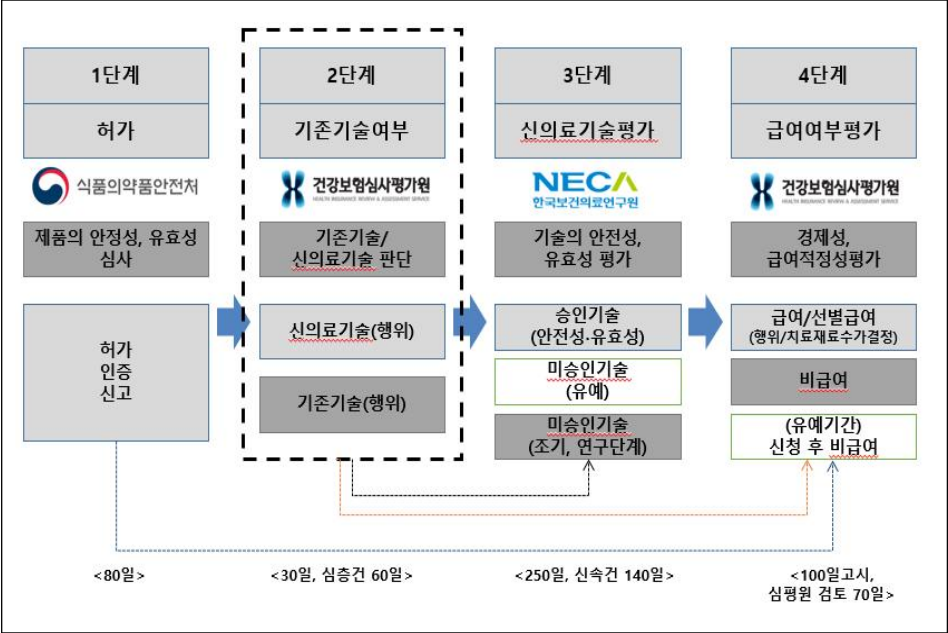 1단계
허가
식품의약품안전처
제품의 안정성, 유효성
심사
허가
인증
신고
<80일>
2단계
기존기술여부
건강보험심사평가원
HEALTH INSURANCE REVIEW & ASSESSMENT SERVICE
기존기술/
신의료기술 판단
신의료기술(행위)
기존기술(행위)
<30일, 심층건 60일>
3단계
신의료기술평가
NECA
한국보건의료연구원
기술의 안전성,
유효성 평가
승인기술
(안전성·유효성)
미승인기술
(유예)
미승인기술
(조기, 연구단계)
<250일, 신속건 140일>
4단계
급여여부평가
건강보험심사평가원
HEALTH INSURANCE REVIEW & ASSESSMENT SERVICE
경제성,
급여적정성평가
급여/선별급여
(행위/치료재료수가결정)
비급여
(유예기간)
신청 후 비급여
<100일고시,
심평원 검토 70일>